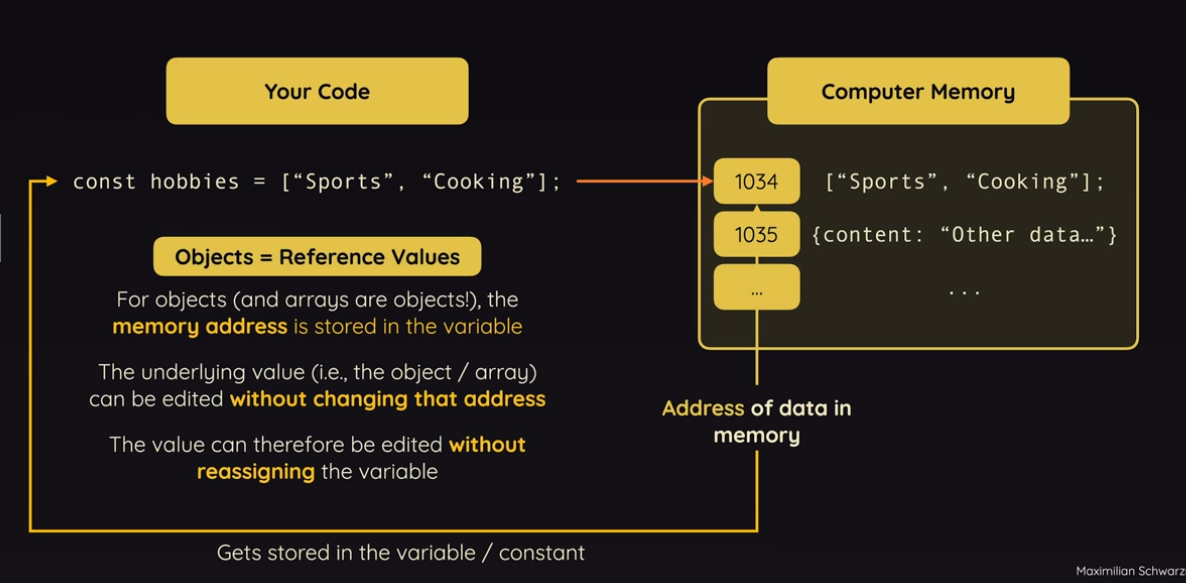 Your Code
Computer Memory
const hobbies = [“Sports”, “Cooking”];
1034
[“Sports”, “Cooking”];
1035
{content: “Other data…”}
...
...
Objects = Reference Values
For objects (and arrays are objects!), the
memory address is stored in the variable
The underlying value (i.e., the object / array)
can be edited without changing that address
The value can therefore be edited without
reassigning the variable
Address of data in
memory
Gets stored in the variable / constant
Maximilian Schwarz